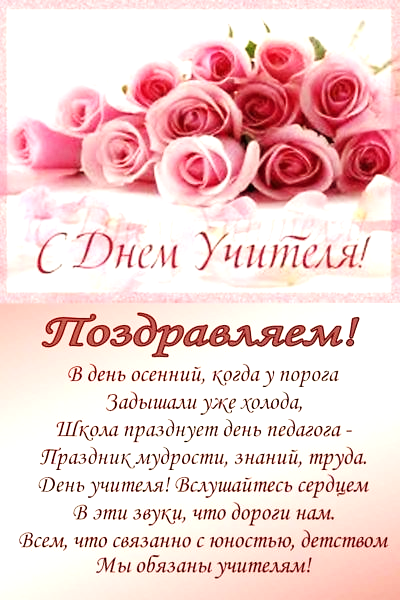 С Днем Учителя!
Поздравляем!
В день осенний, когда у порога
Задышали уже холода,
Школа празднует день педагога -
Праздник мудрости, знаний, труда.
День учителя! Вслушайтесь сердцем
В эти звуки, что дороги нам.
Всем, что связанно с юностью, детством
Мы обязаны учителям!